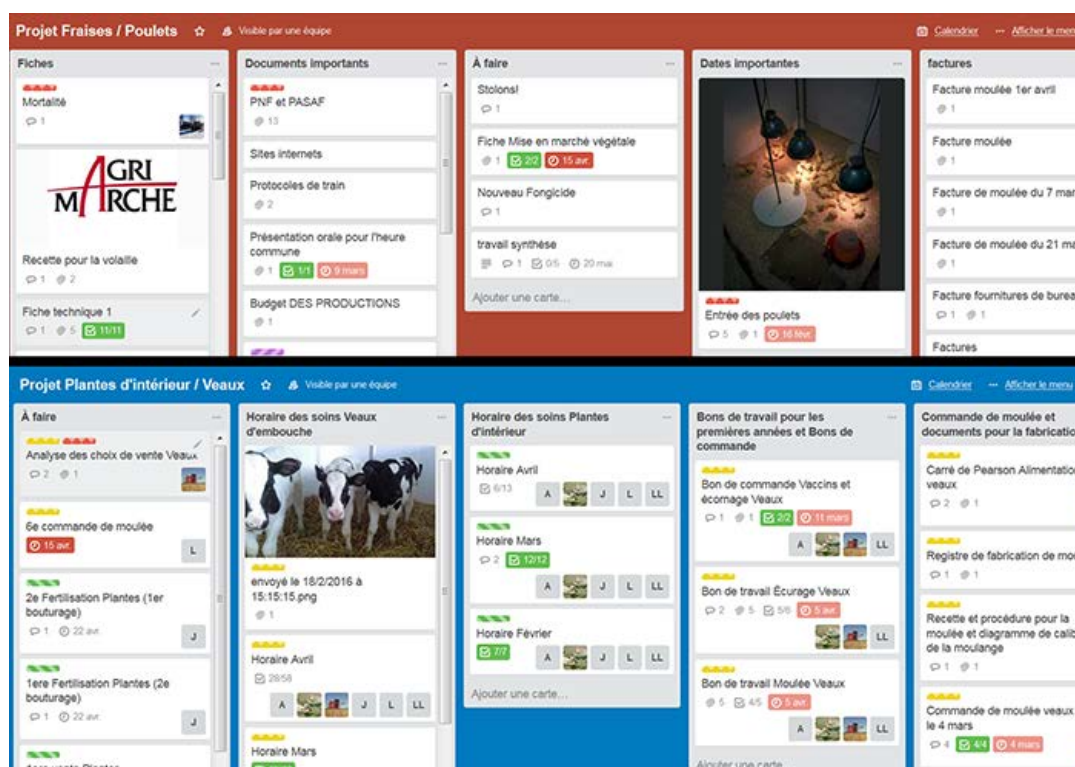 Projet Fraises / Poulets
Visible par une équipe
Calendrier
Afficher le men
Fiches
Mortalité
1
AGRI
MARCHE
Recette pour la volaille
1 2
Fiche technique 1
1 5 11/11
Documents importants
PNF et PASAF
13
Sites internets
Protocoles de train
2
Présentation orale pour l'heure
commune
1 1/1 9 mars
Budget DES PRODUCTIONS
1
À faire
Stolons!
1
Fiche Mise en marché végétale
1 2/2 15 avr.
Nouveau Fongicide
1
travail synthèse
1 0/5 20 mai
Ajouter une carte...
Dates importantes
Entrée des poulets
5 1 16 févr.
factures
Facture moulée 1er avril
1
Facture moulée
1
Facture de moulée du 7 mar
1
Facture de moulée du 21 ma
1
Facture fournitures de burea
1 1
Factures
Projet Plantes d'intérieur / Veaux
Visible par une équipe
Calendrier
Afficher le menu
À faire
Analyse des choix de vente Veaux
2 1
6e commande de moulée
15 avr.
L
2e Fertilisation Plantes (1er
bouturage)
1 22 avr.
J
1ere Fertilisation Plantes (2e
bouturage)
1 22 avr.
J
Horaire des soins Veaux
d'embouche
envoyé le 18/2/2016 à
15:15:15.png
1
Horaire Avril
28/58
A J L LL
Horaire Mars
Horaire des soins Plantes
d'intérieur
Horaire Avril
6/13
A J L LL
Horaire Mars
2 12/12
A J L LL
Horaire Février
7/7
A J L LL
Ajouter une carte...
Bons de travail pour les
premières années et Bons de
commande
Bon de commande Vaccins et
écornage Veaux
1 1 2/2 11 mars
A LL
Bon de travail Écurage Veaux
2 5 5/6 5 avr.
LL
Bon de travail Moulée Veaux
5 4/5 5 avr.
A LL
Ajouter une carte
Commande de moulée et
documents pour la fabricatio
Carré de Pearson Alimentatio
veaux
2 1
Registre de fabrication de mou
1 1
Recette et procédure pour la
moulée et diagramme de calib
de la moulange
1 1
Commande de moulée veaux
le 4 mars
4 4/4 4 mars